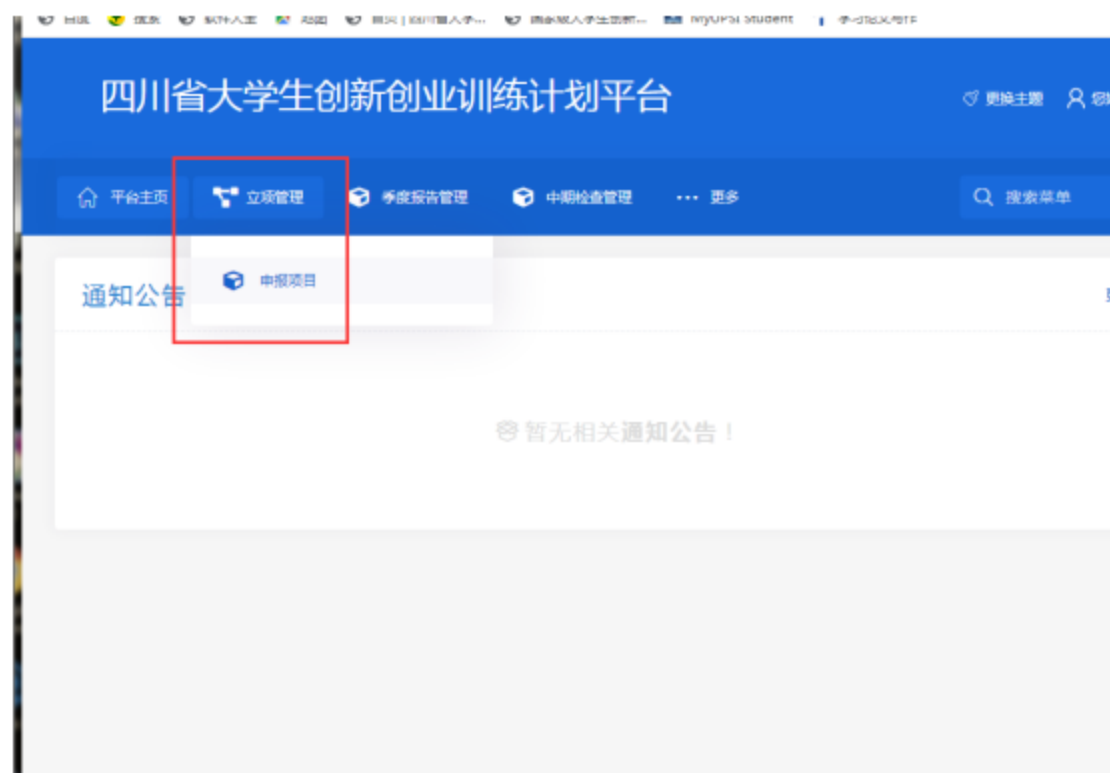 MyUPSI Student
四川省大学生创新创业训练计划平台
更换主题
平台主页 立项管理 季度报告管理 中期检查管理 ··· 更多 搜索菜单
申报项目
通知公告
暂无相关通知公告！